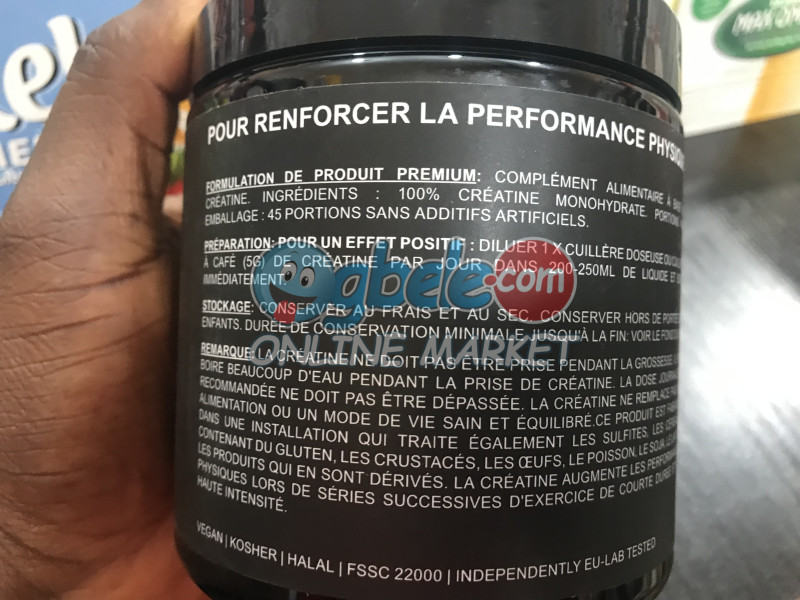 POUR RENFORCER LA PERFORMANCE PHYSIQU
FORMULATION DE PRODUIT PREMIUM: COMPLÉMENT ALIMENTAIRE À BASE
CRÉATINE. INGRÉDIENTS : 100% CRÉATINE MONOHYDRATE. PORTIONS
EMBALLAGE : 45 PORTIONS SANS ADDITIFS ARTIFICIELS.
PRÉPARATION: POUR UN EFFET POSITIF : DILUER 1 X CUILLÈRE DOSEUSE OU
À CAFÉ (5G) DE CRÉATINE PAR JOUR DANS 200-250ML DE LIQUIDE ET
IMMÉDIATEMENT.
Ogbele.com
STOCKAGE: CONSERVER AU FRAIS ET AU SEC. CONSERVER HORS DE
ENFANTS. DURÉE DE CONSERVATION MINIMALE JUSQU'À LA FIN: VOIR LE FOND
ONLINE MARKET
REMARQUE: LA CRÉATINE NE DOIT PAS ÊTRE PRISE PENDANT LA GROSSESSE.
BOIRE BEAUCOUP D'EAU PENDANT LA PRISE DE CRÉATINE. LA DOSE
RECOMMANDÉE NE DOIT PAS ÊTRE DÉPASSÉE. LA CRÉATINE NE REMPLACE
ALIMENTATION OU UN MODE DE VIE SAIN ET ÉQUILIBRÉ.CE PRODUIT EST
DANS UNE INSTALLATION QUI TRAITE ÉGALEMENT LES SULFITES, LES
CONTENANT DU GLUTEN, LES CRUSTACÉS, LES ŒUFS, LE POISSON, LE SOJA,
LES PRODUITS QUI EN SONT DÉRIVÉS. LA CRÉATINE AUGMENTE LES
PHYSIQUES LORS DE SÉRIES SUCCESSIVES D'EXERCICE DE COURTE DURÉE
HAUTE INTENSITÉ.
VEGAN | KOSHER | HALAL | FSSC 22000 | INDEPENDENTLY EU-LAB TESTED